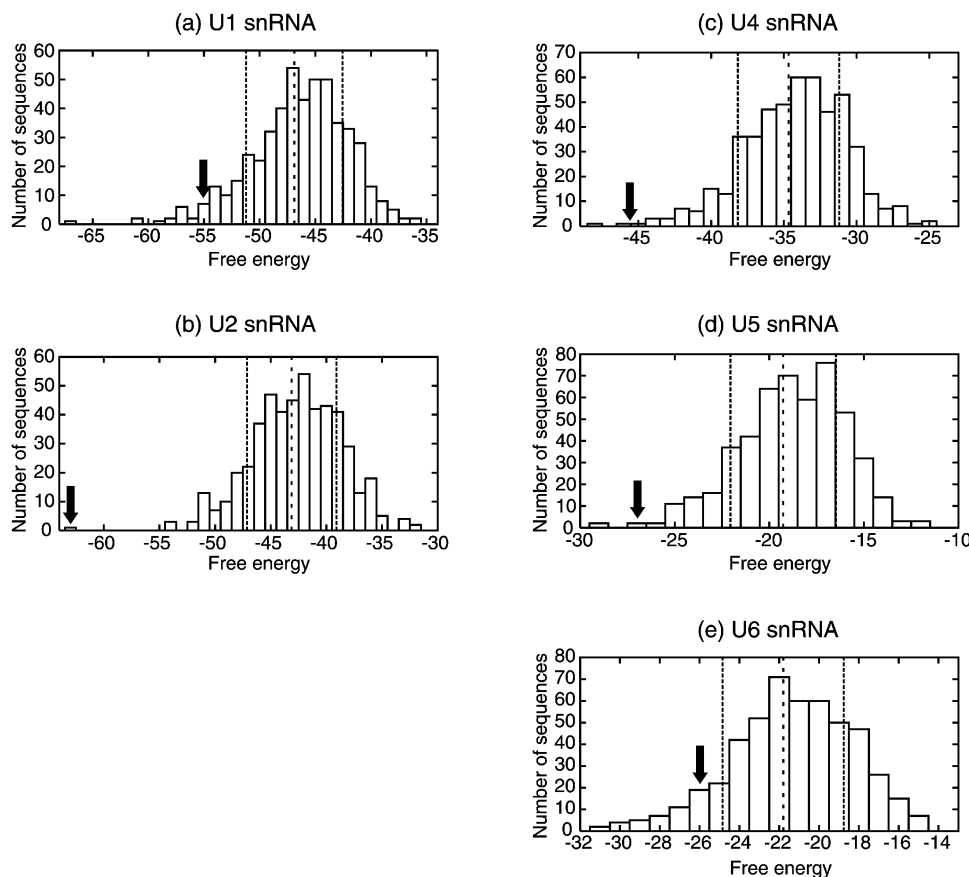 (a) U1 snRNA
Number of sequences
60
50
40
30
20
10
0
-65 -60 -55 -50 -45 -40 -35
Free energy
(b) U2 snRNA
Number of sequences
60
50
40
30
20
10
0
-60 -55 -50 -45 -40 -35 -30
Free energy
(c) U4 snRNA
Number of sequences
70
60
50
40
30
20
10
0
-45 -40 -35 -30 -25
Free energy
(d) U5 snRNA
Number of sequences
80
70
60
50
40
30
20
10
0
-30 -25 -20 -15 -10
Free energy
(e) U6 snRNA
Number of sequences
80
70
60
50
40
30
20
10
0
-32 -30 -28 -26 -24 -22 -20 -18 -16 -14
Free energy